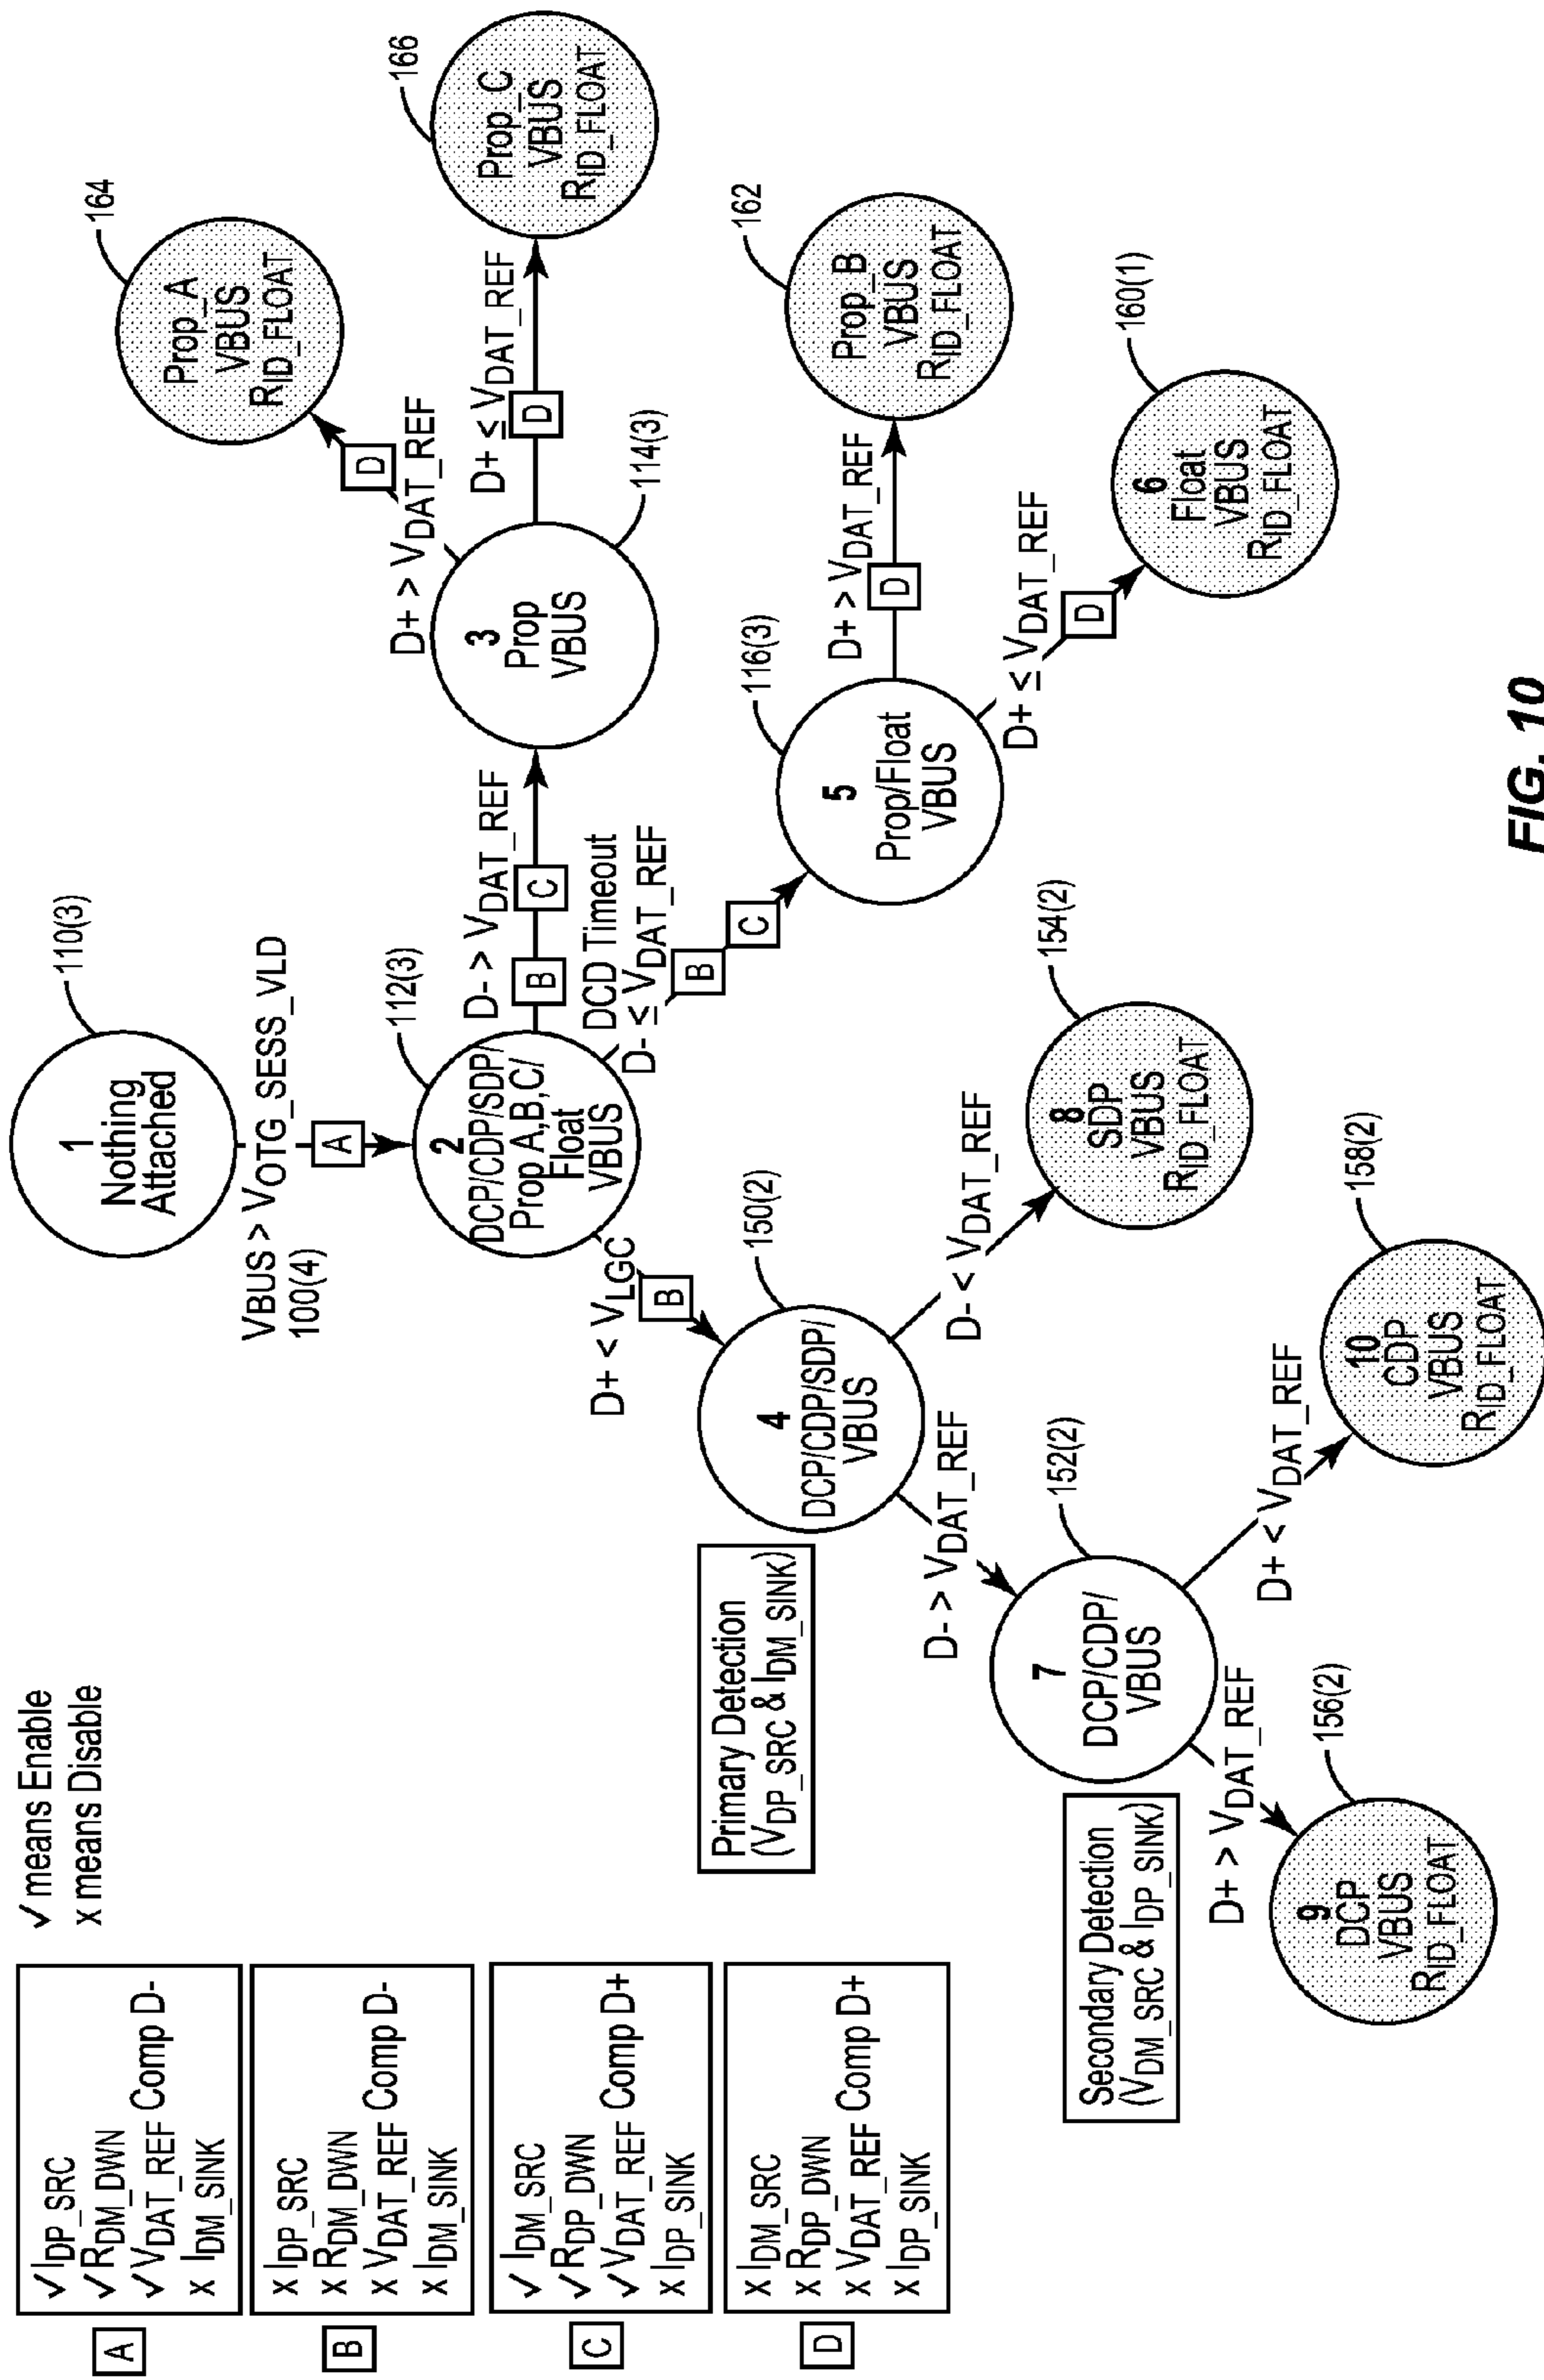 ✓ means Enable
x means Disable
A
✓ IDP_SRC
✓ RDM_DWN
✓ VDAT_REF Comp D-
x IDM_SINK
B
x IDP_SRC
x RDM_DWN
x VDAT_REF Comp D-
x IDM_SINK
C
✓ IDM_SRC
✓ RDP_DWN
✓ VDAT_REF Comp D+
x IDP_SINK
D
x IDM_SRC
x RDP_DWN
x VDAT_REF Comp D+
x IDP_SINK
1
Nothing
Attached
110(3)
VBUS > VOTG_SESS_VLD
100(4)
A
2
DCP/CDP/SDP/
Prop A,B,C/
Float
VBUS
112(3)
D- > VDAT_REF
B
C
3
Prop
VBUS
114(3)
D+ > VDAT_REF
D
Prop_A
VBUS
RID_FLOAT
164
D+ ≤ VDAT_REF
D
Prop_C
VBUS
RID_FLOAT
166
DCD Timeout
D- ≤ VDAT_REF
B
C
5
Prop/Float
VBUS
116(3)
D+ > VDAT_REF
D
Prop_B
VBUS
RID_FLOAT
162
D+ ≤ VDAT_REF
D
6
Float
VBUS
RID_FLOAT
160(1)
D+ < VLGC
B
Primary Detection
(VDP_SRC & IDM_SINK)
4
DCP/CDP/SDP/
VBUS
150(2)
D- < VDAT_REF
8
SDP
VBUS
RID_FLOAT
154(2)
D- > VDAT_REF
Secondary Detection
(VDM_SRC & IDP_SINK)
7
DCP/CDP/
VBUS
152(2)
D+ < VDAT_REF
10
CDP
VBUS
RID_FLOAT
158(2)
D+ > VDAT_REF
9
DCP
VBUS
RID_FLOAT
156(2)
FIG. 10